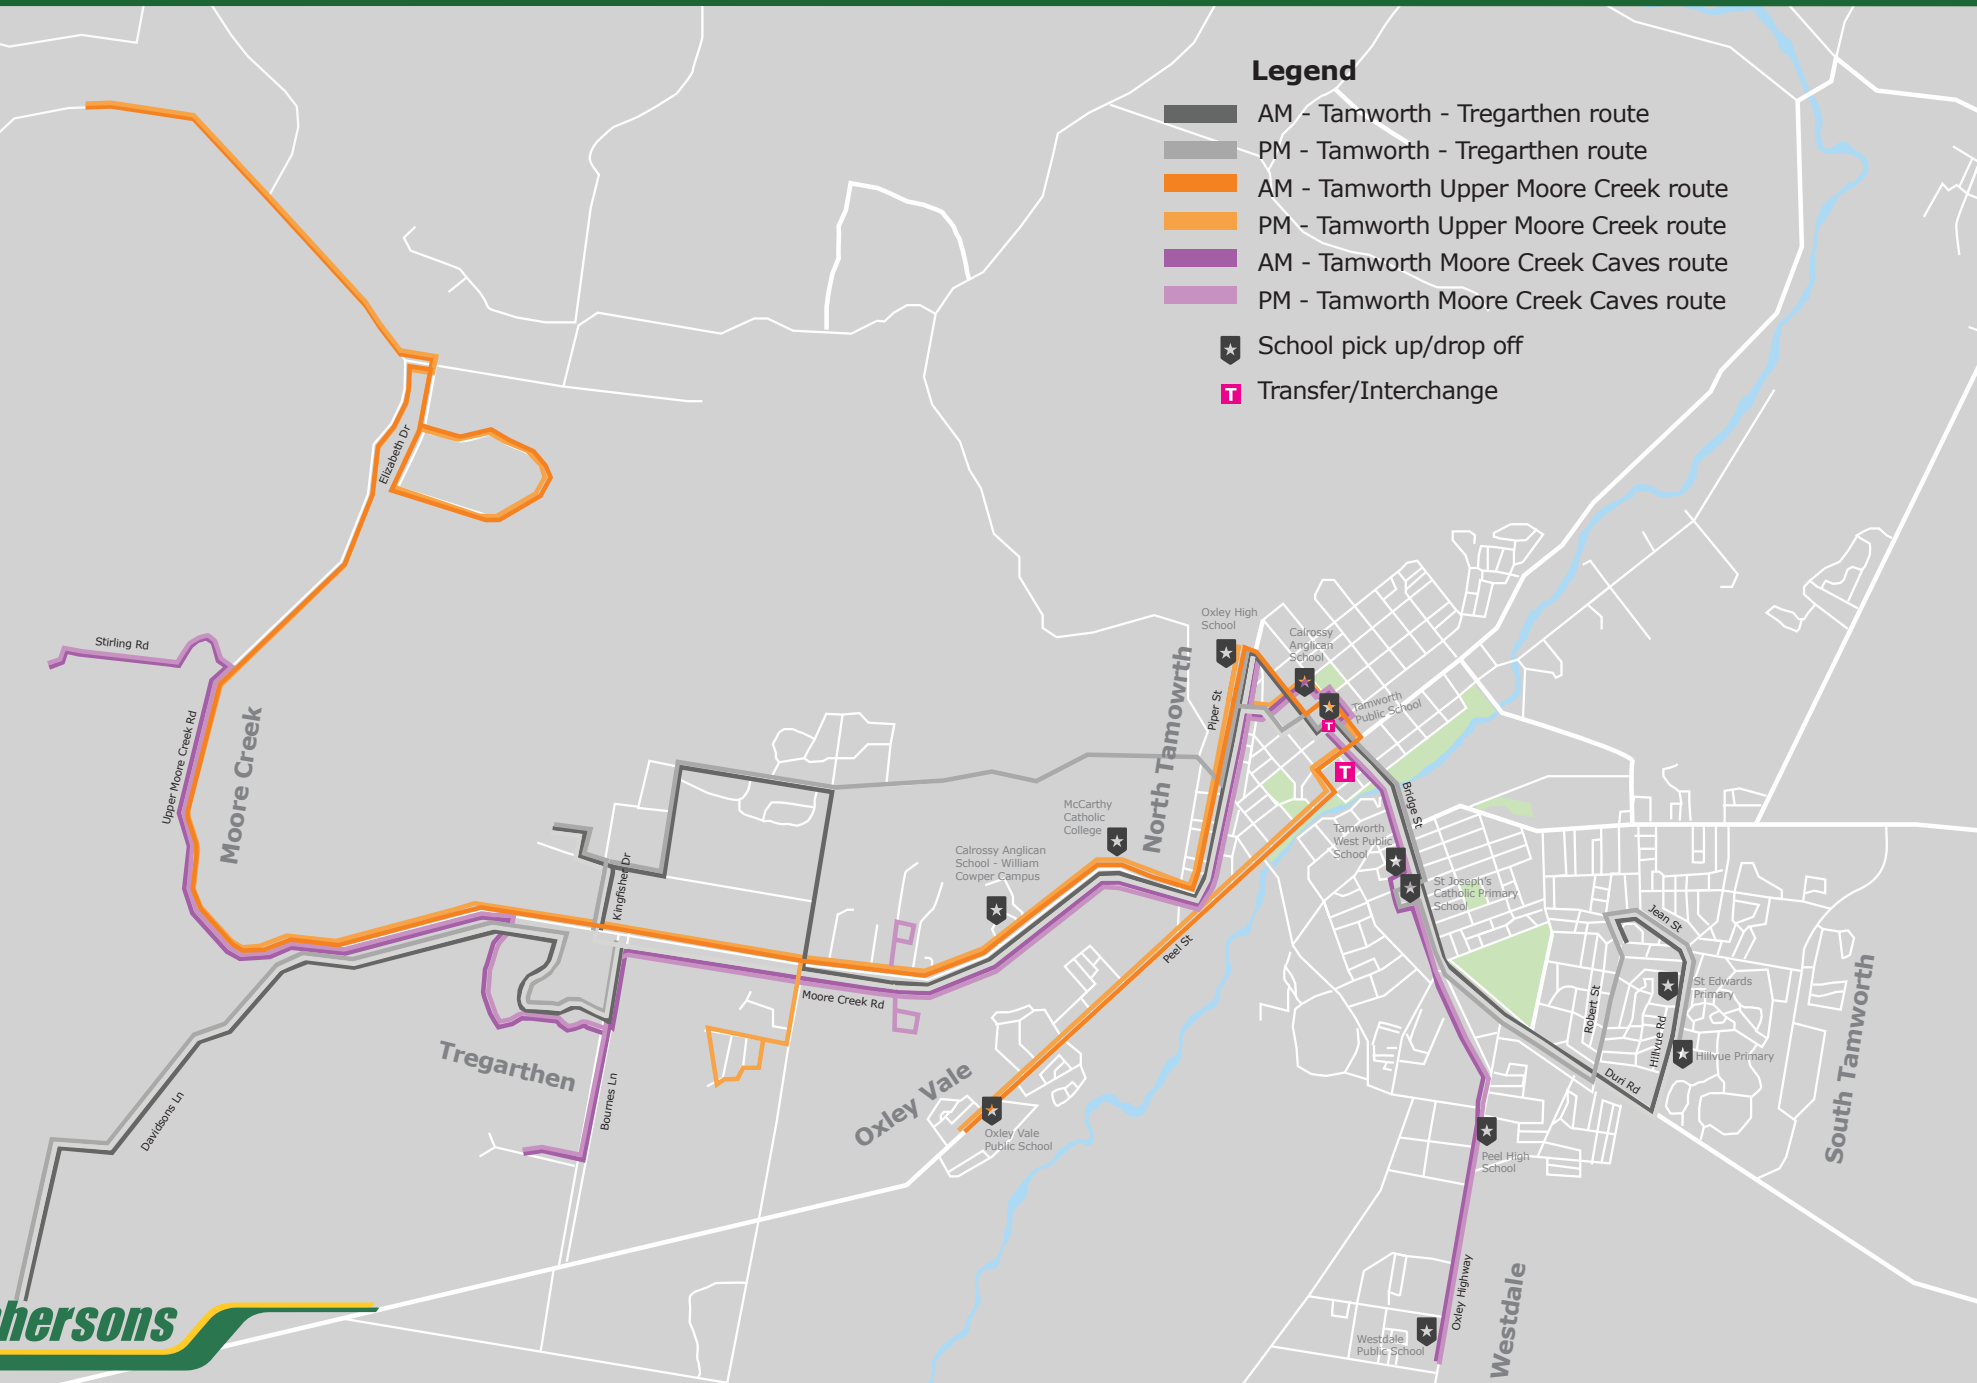 Legend
AM - Tamworth - Tregarthen route
PM - Tamworth - Tregarthen route
AM - Tamworth Upper Moore Creek route
PM - Tamworth Upper Moore Creek route
AM - Tamworth Moore Creek Caves route
PM - Tamworth Moore Creek Caves route
School pick up/drop off
T
Transfer/Interchange
Elizabeth Dr
Stirling Rd
Upper Moore Creek Rd
Moore Creek
Oxley High
School
Calrossy
Anglican
School
Tamworth
Public School
T
T
Piper St
North Tamowrth
McCarthy
Catholic
College
Calrossy Anglican
School - William
Cowper Campus
Kingfisher Dr
Bridge St
Tamworth
West Public
School
St Joseph's
Catholic Primary
School
Peel St
Moore Creek Rd
Jean St
Robert St
Hillvue Rd
St Edwards
Primary
Hillvue Primary
Duri Rd
South Tamworth
Tregarthen
Bournes Ln
Davidsons Ln
Oxley Vale
Oxley Vale
Public School
Peel High
School
Oxley Highway
Westdale
Westdale
Public School
hersons